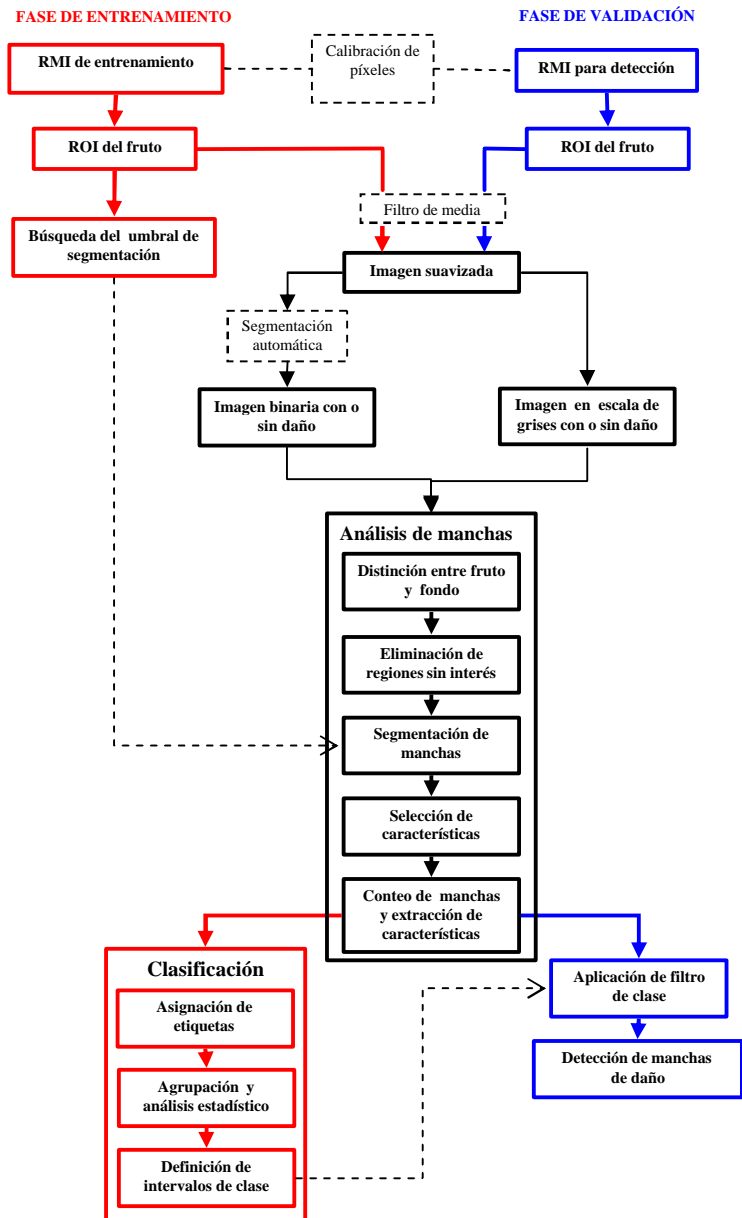 FASE DE ENTRENAMIENTO
FASE DE VALIDACIÓN
RMI de entrenamiento
Calibración de
píxeles
RMI para detección
ROI del fruto
ROI del fruto
Filtro de media
Búsqueda del umbral de
segmentación
Imagen suavizada
Segmentación
automática
Imagen binaria con o
sin daño
Imagen en escala de
grises con o sin daño
Análisis de manchas
Distinción entre fruto
y fondo
Eliminación de
regiones sin interés
Segmentación de
manchas
Selección de
características
Conteo de manchas
y extracción de
características
Clasificación
Asignación de
etiquetas
Agrupación y
análisis estadístico
Definición de
intervalos de clase
Aplicación de filtro
de clase
Detección de manchas
de daño